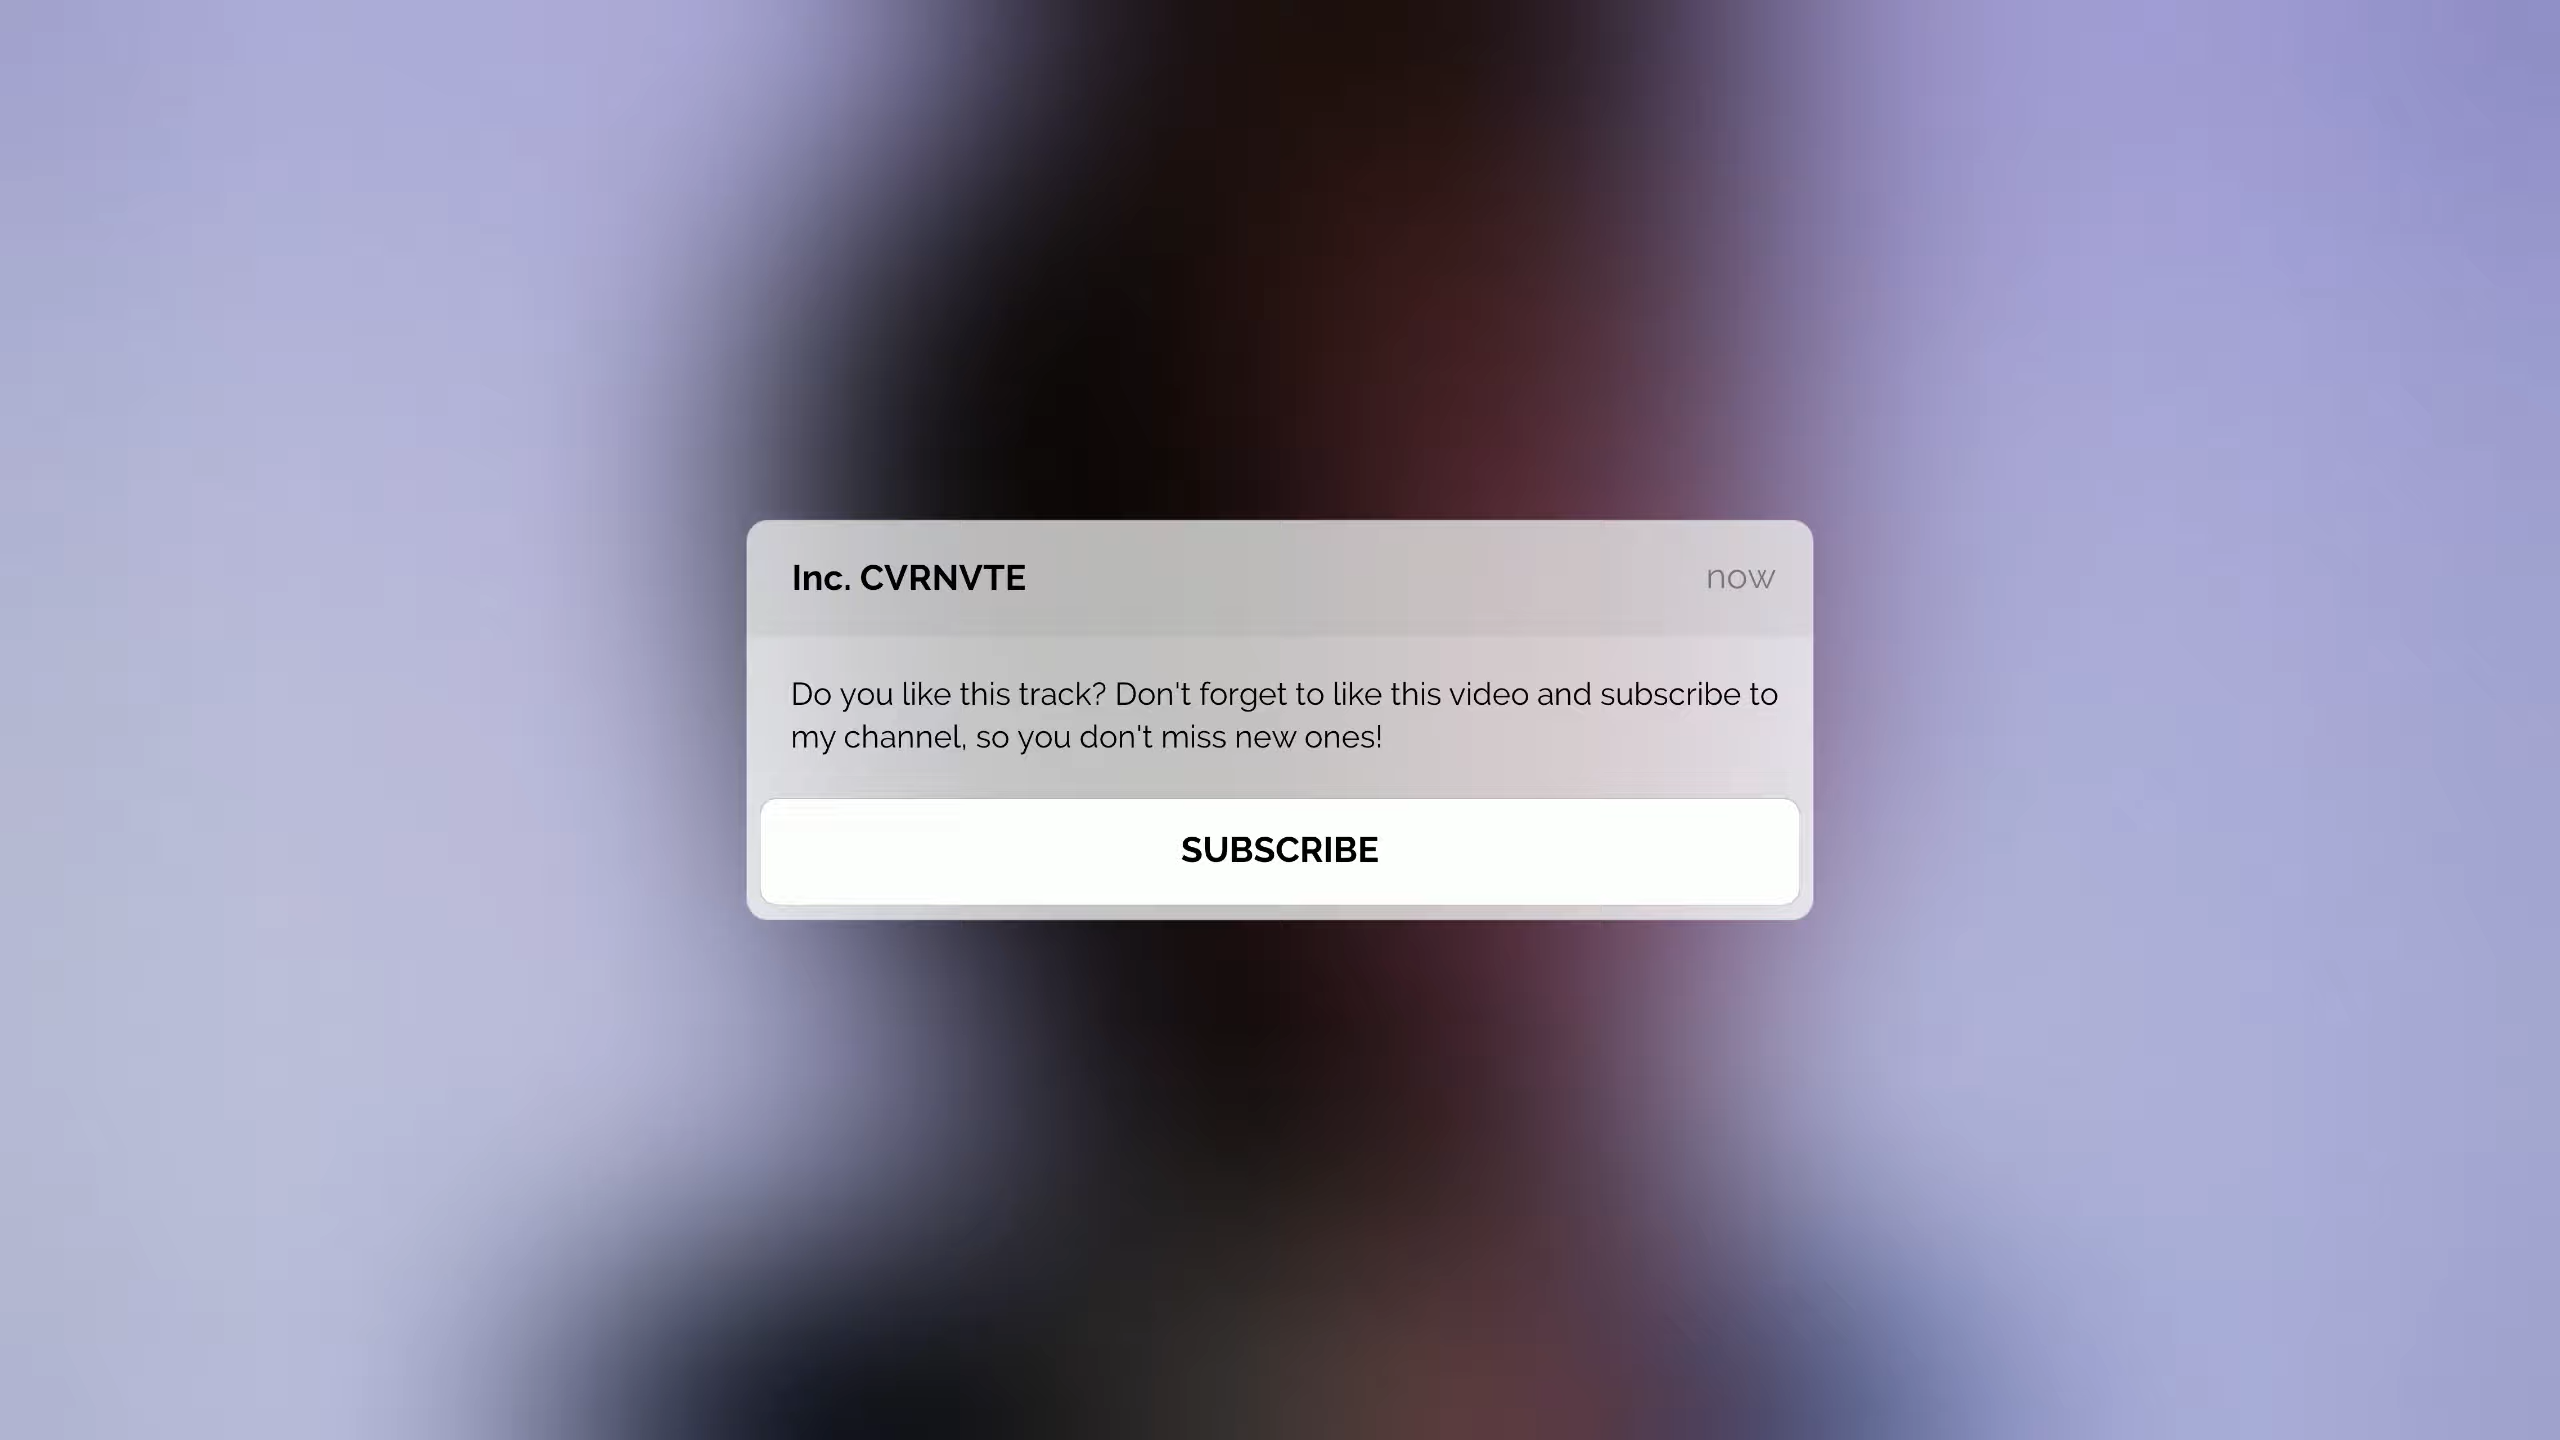 Inc. CVRNVTE
now
Do you like this track? Don't forget to like this video and subscribe to
my channel, so you don't miss new ones!
SUBSCRIBE